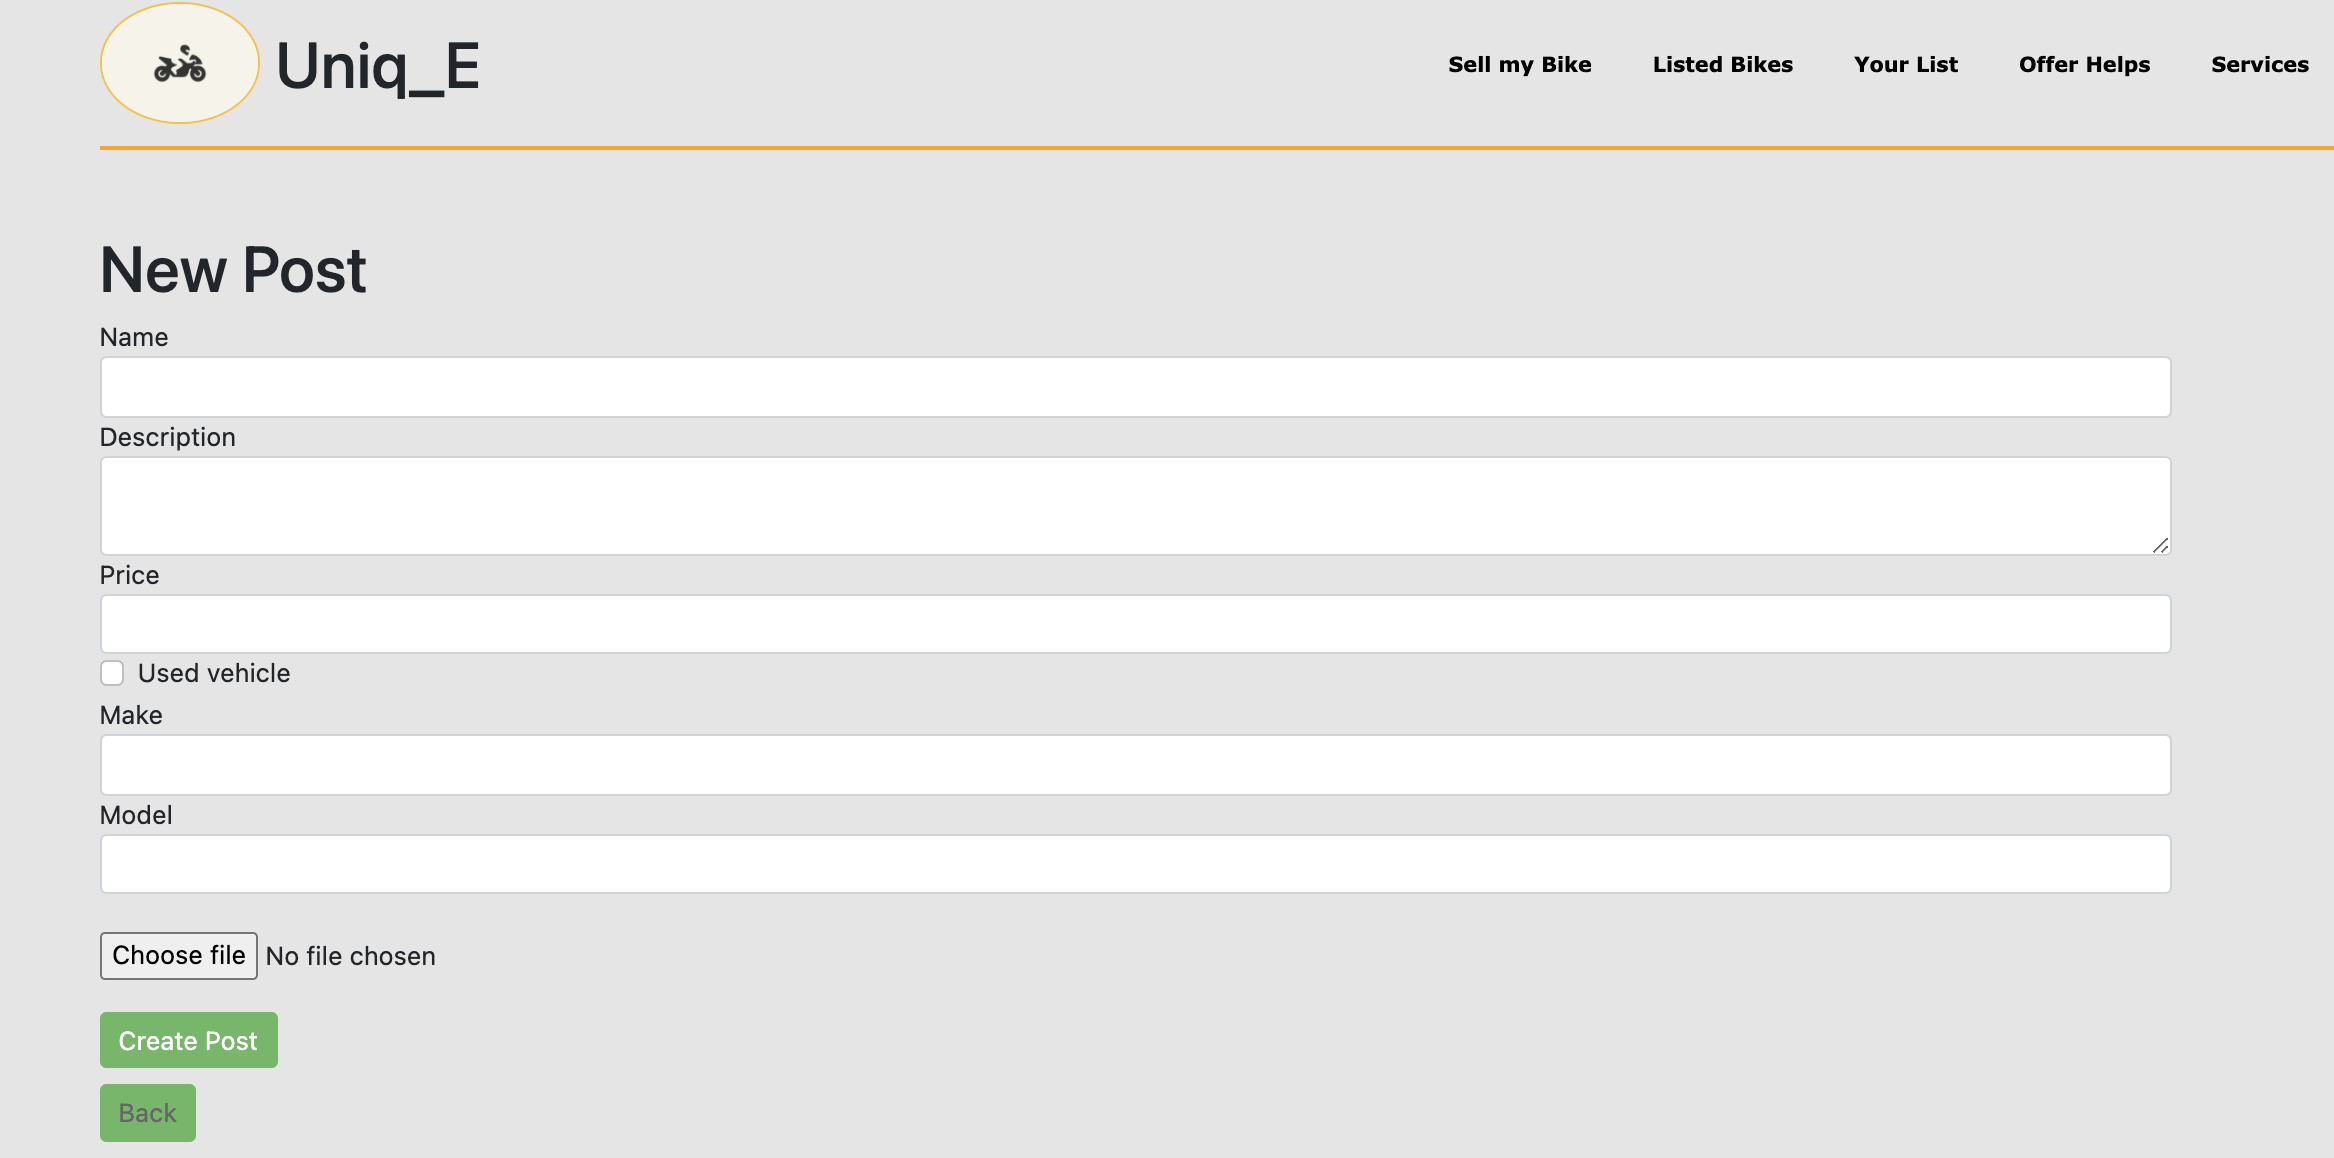 Uniq_E
Sell my Bike Listed Bikes Your List Offer Helps Services
New Post
Name
Description
Price
Used vehicle
Make
Model
Choose file No file chosen
Create Post
Back